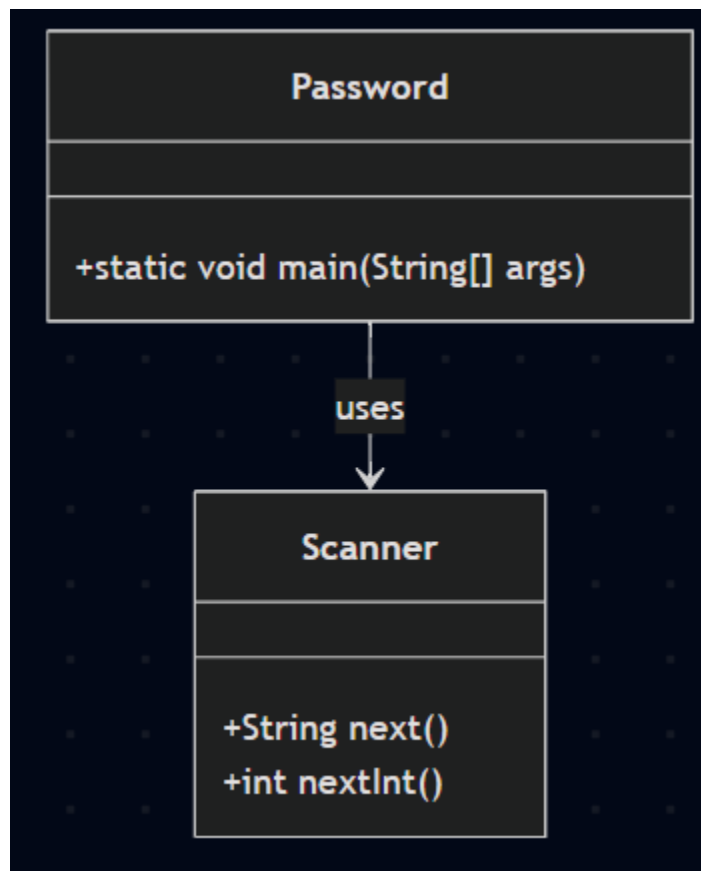 Password
+static void main(String[] args)
uses
Scanner
+String next()
+int nextInt()